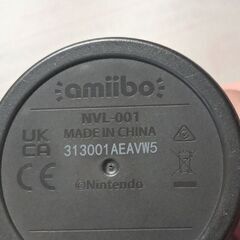 amiibo
NVL-001
MADE IN CHINA
UK
CA
313001AEAVW5
CE
©Nintendo